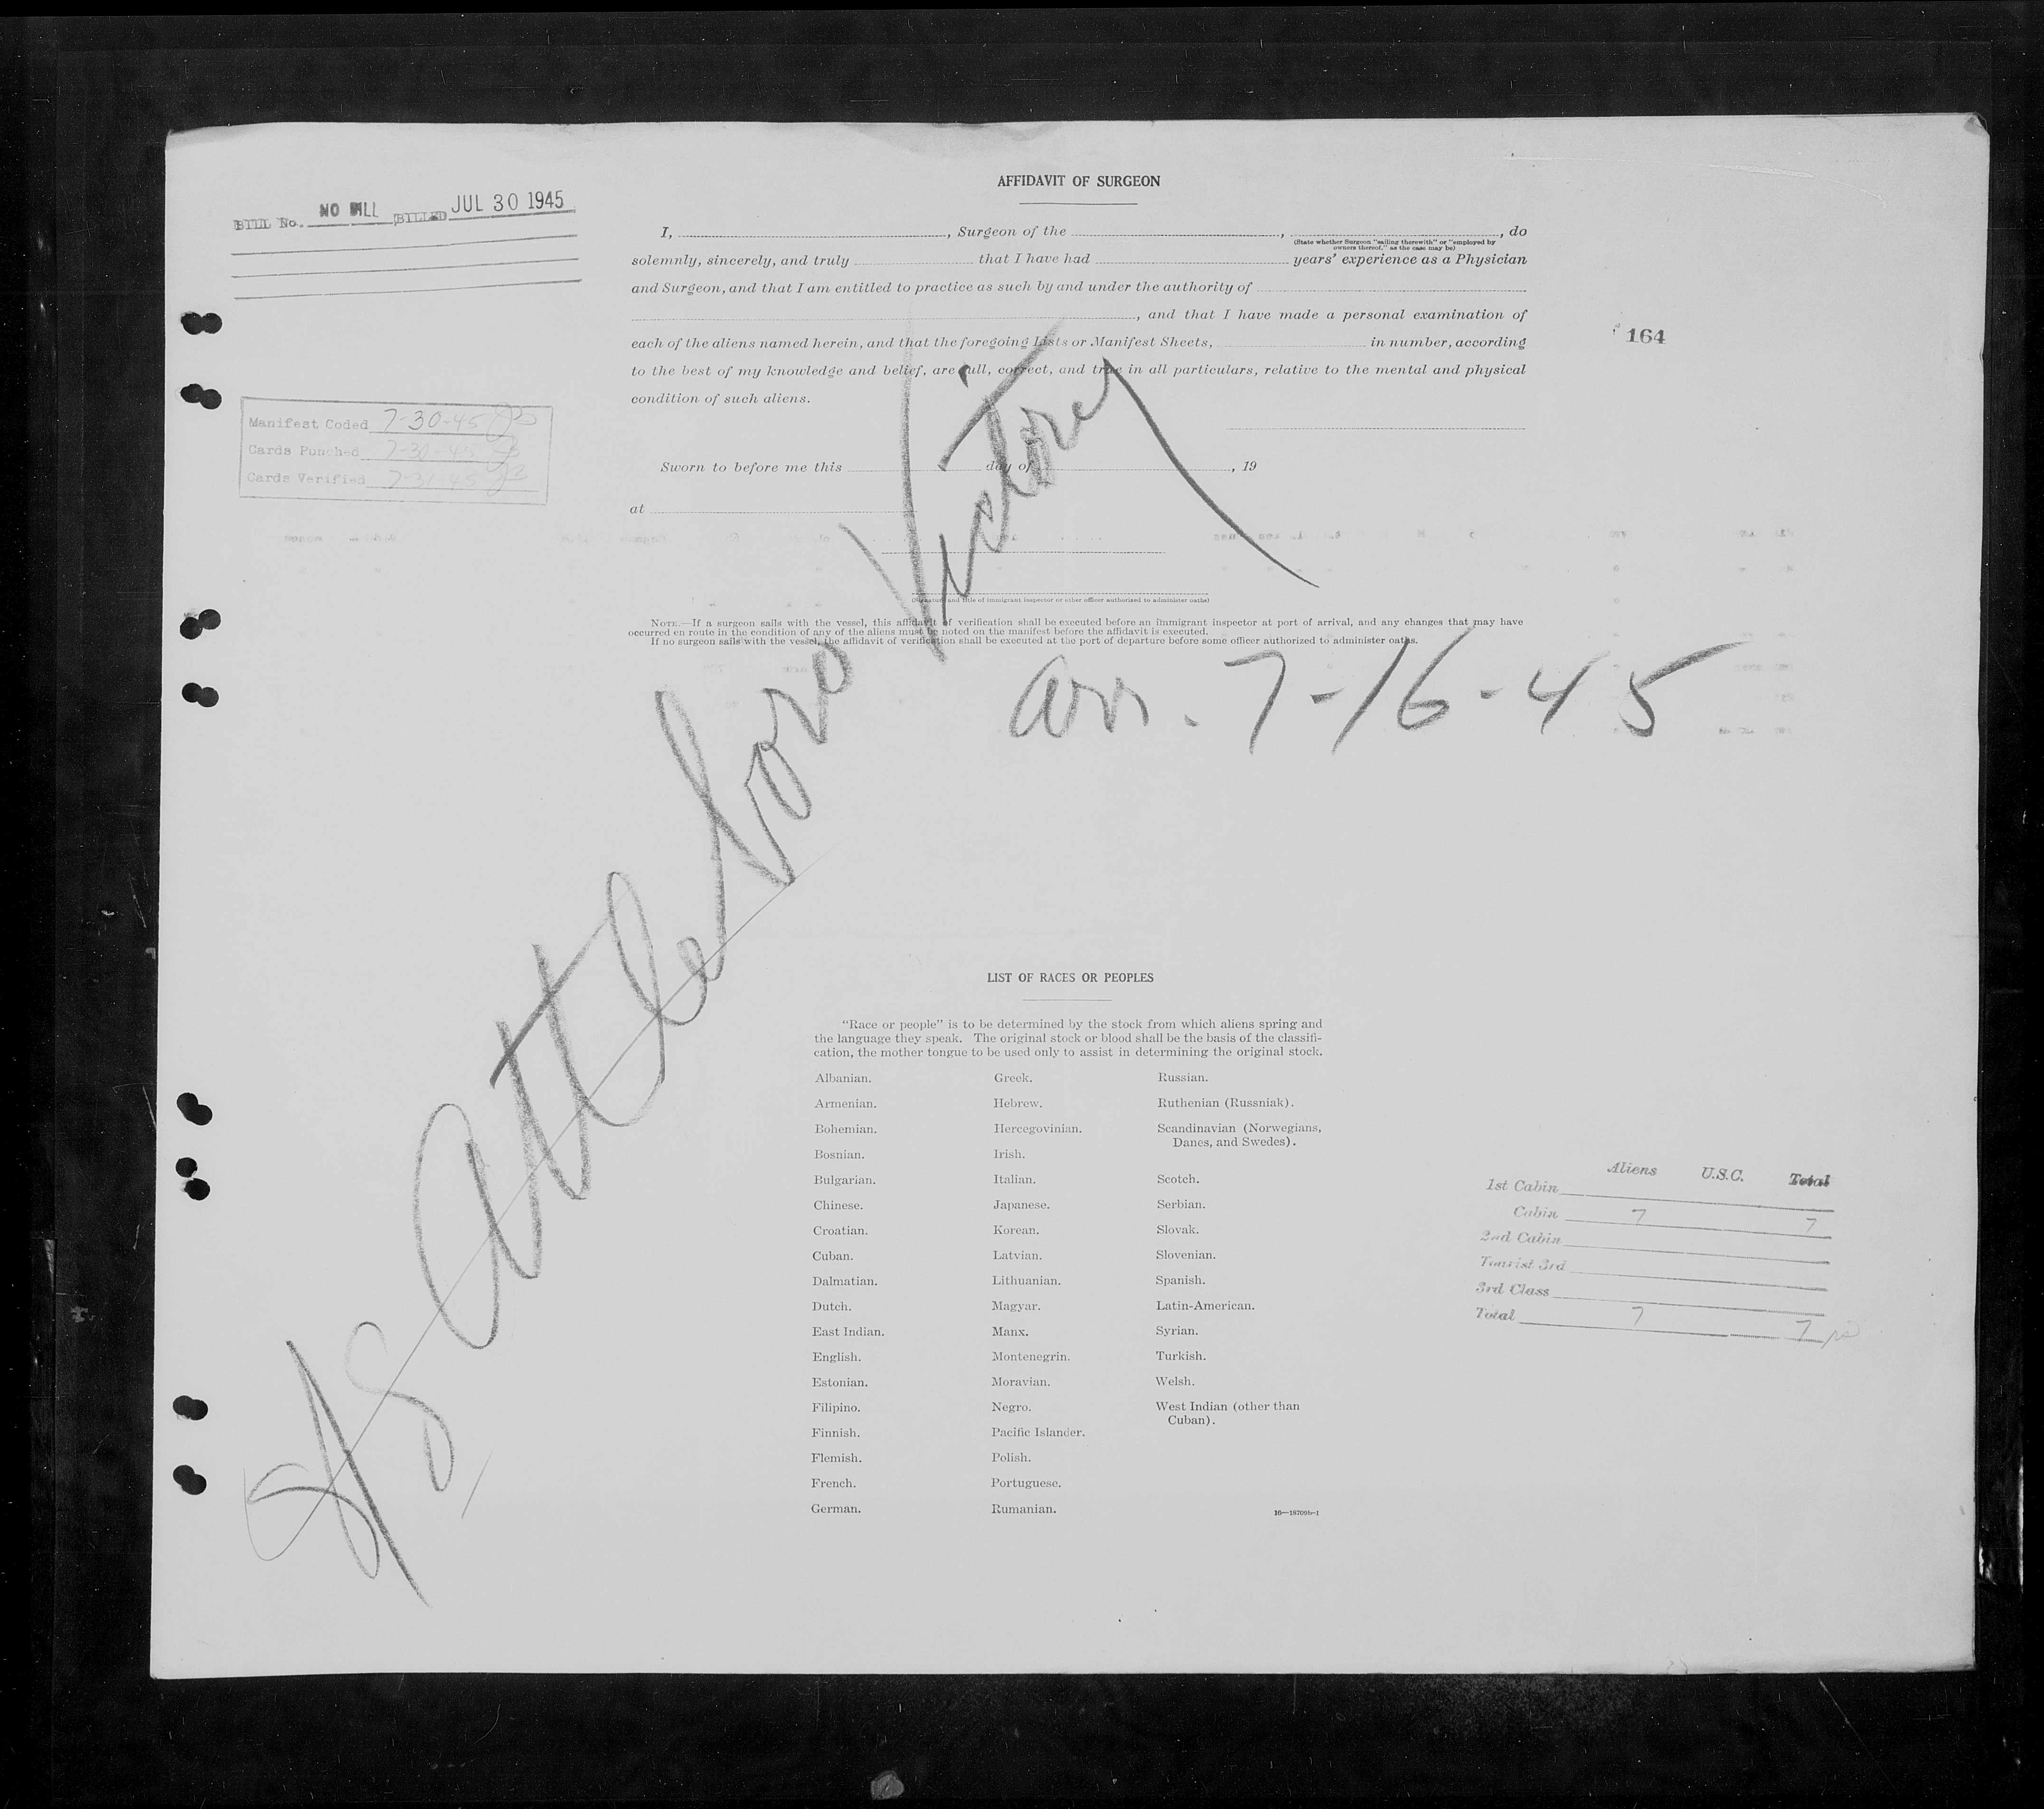 BILL No. NO BILL BILLED JUL 30 1945
AFFIDAVIT OF SURGEON
I, , Surgeon of the , , do
(State whether Surgeon "sailing therewith" or "employed by
owners thereof," as the case may be)
solemnly, sincerely, and truly that I have had years' experience as a Physician
and Surgeon, and that I am entitled to practice as such by and under the authority of
, and that I have made a personal examination of
each of the aliens named herein, and that the foregoing Lists or Manifest Sheets, in number, according
to the best of my knowledge and belief, are full, correct, and true in all particulars, relative to the mental and physical
condition of such aliens.
164
Manifest Coded 7-30-45
Cards Punched 7-30-45
Cards Verified 7-31-45
Sworn to before me this day of , 19
at
(Signature and title of immigrant inspector or other officer authorized to administer oaths)
NOTE.—If a surgeon sails with the vessel, this affidavit of verification shall be executed before an immigrant inspector at port of arrival, and any changes that may have
occurred en route in the condition of any of the aliens must be noted on the manifest before the affidavit is executed.
If no surgeon sails with the vessel, the affidavit of verification shall be executed at the port of departure before some officer authorized to administer oaths.
SS Attleboro Victory
arr. 7-16-45
LIST OF RACES OR PEOPLES
"Race or people" is to be determined by the stock from which aliens spring and
the language they speak. The original stock or blood shall be the basis of the classifi-
cation, the mother tongue to be used only to assist in determining the original stock.
Albanian. Greek. Russian.
Armenian. Hebrew. Ruthenian (Russniak).
Bohemian. Hercegovinian. Scandinavian (Norwegians,
Danes, and Swedes).
Bosnian. Irish.
Bulgarian. Italian. Scotch.
Chinese. Japanese. Serbian.
Croatian. Korean. Slovak.
Cuban. Latvian. Slovenian.
Dalmatian. Lithuanian. Spanish.
Dutch. Magyar. Latin-American.
East Indian. Manx. Syrian.
English. Montenegrin. Turkish.
Estonian. Moravian. Welsh.
Filipino. Negro. West Indian (other than
Cuban).
Finnish. Pacific Islander.
Flemish. Polish.
French. Portuguese.
German. Rumanian.
16—18709b-1
Aliens U.S.C. Total
1st Cabin
Cabin 7 7
2nd Cabin
Tourist 3rd
3rd Class
Total 7 7